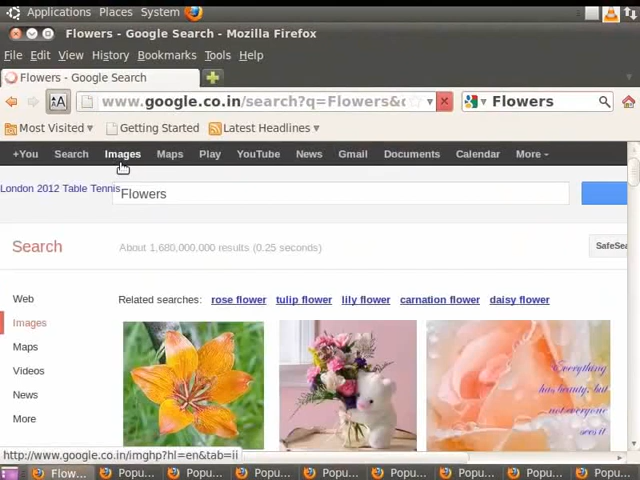 Applications Places System
Flowers - Google Search - Mozilla Firefox
File Edit View History Bookmarks Tools Help
Flowers - Google Search
www.google.co.in/search?q=Flowers& Flowers
Most Visited Getting Started Latest Headlines
+You Search Images Maps Play YouTube News Gmail Documents Calendar More
London 2012 Table Tennis
Flowers
Search About 1,680,000,000 results (0.25 seconds)
Web
Related searches: rose flower tulip flower lily flower carnation flower daisy flower
Images
Maps
Videos
News
More
Everything
has beauty, but
not everyone
sees it
http://www.google.co.in/imghp?hl=en&tab=ii
Flow... Popu... Popu... Popu... Popu... Popu... Popu... Popu... Popu...